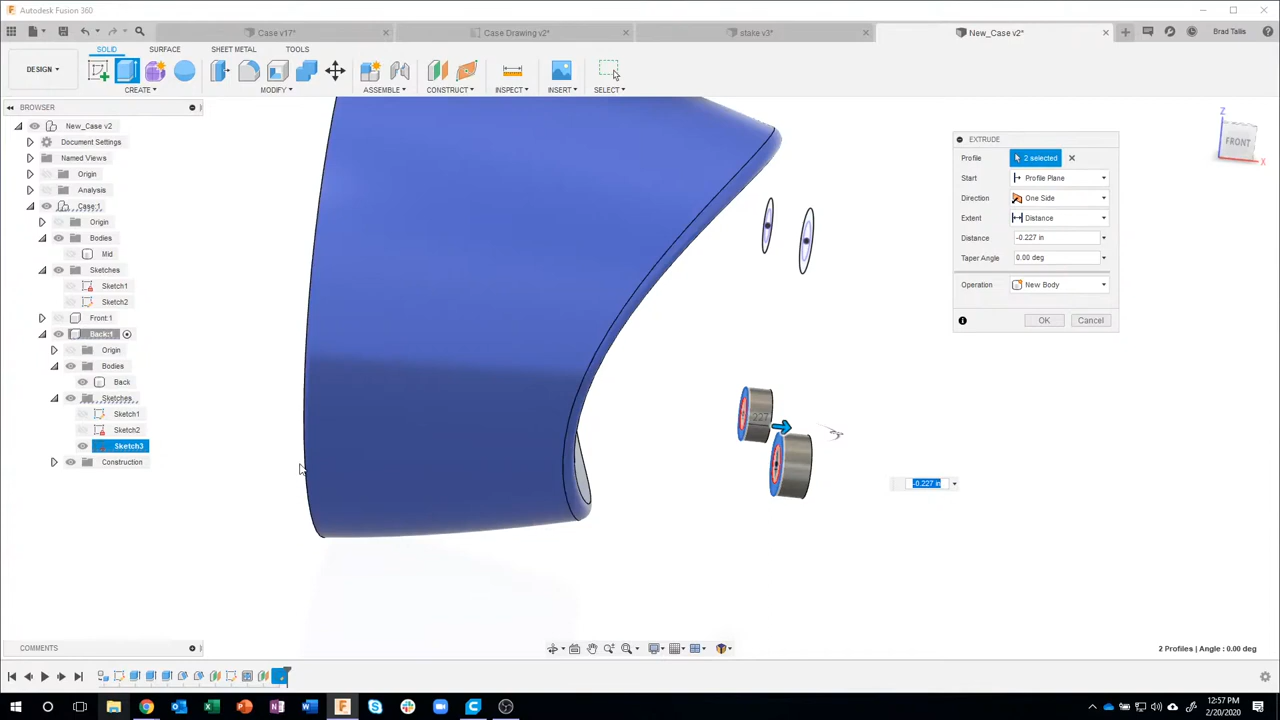 Autodesk Fusion 360
Case v17*
Case Drawing v2*
stake v3*
New_Case v2*
Brad Tallis
SOLID
SURFACE
SHEET METAL
TOOLS
DESIGN
CREATE
MODIFY
ASSEMBLE
CONSTRUCT
INSPECT
INSERT
SELECT
BROWSER
New_Case v2
Document Settings
Named Views
Origin
Analysis
Case:1
Origin
Bodies
Mid
Sketches
Sketch1
Sketch2
Front:1
Back:1
Origin
Bodies
Back
Sketches
Sketch1
Sketch2
Sketch3
Construction
Z
FRONT
X
EXTRUDE
Profile
2 selected
Start
Profile Plane
Direction
One Side
Extent
Distance
Distance
-0.227 in
Taper Angle
0.00 deg
Operation
New Body
OK
Cancel
-0.227 in
COMMENTS
2 Profiles | Angle : 0.00 deg
12:57 PM
2/20/2020